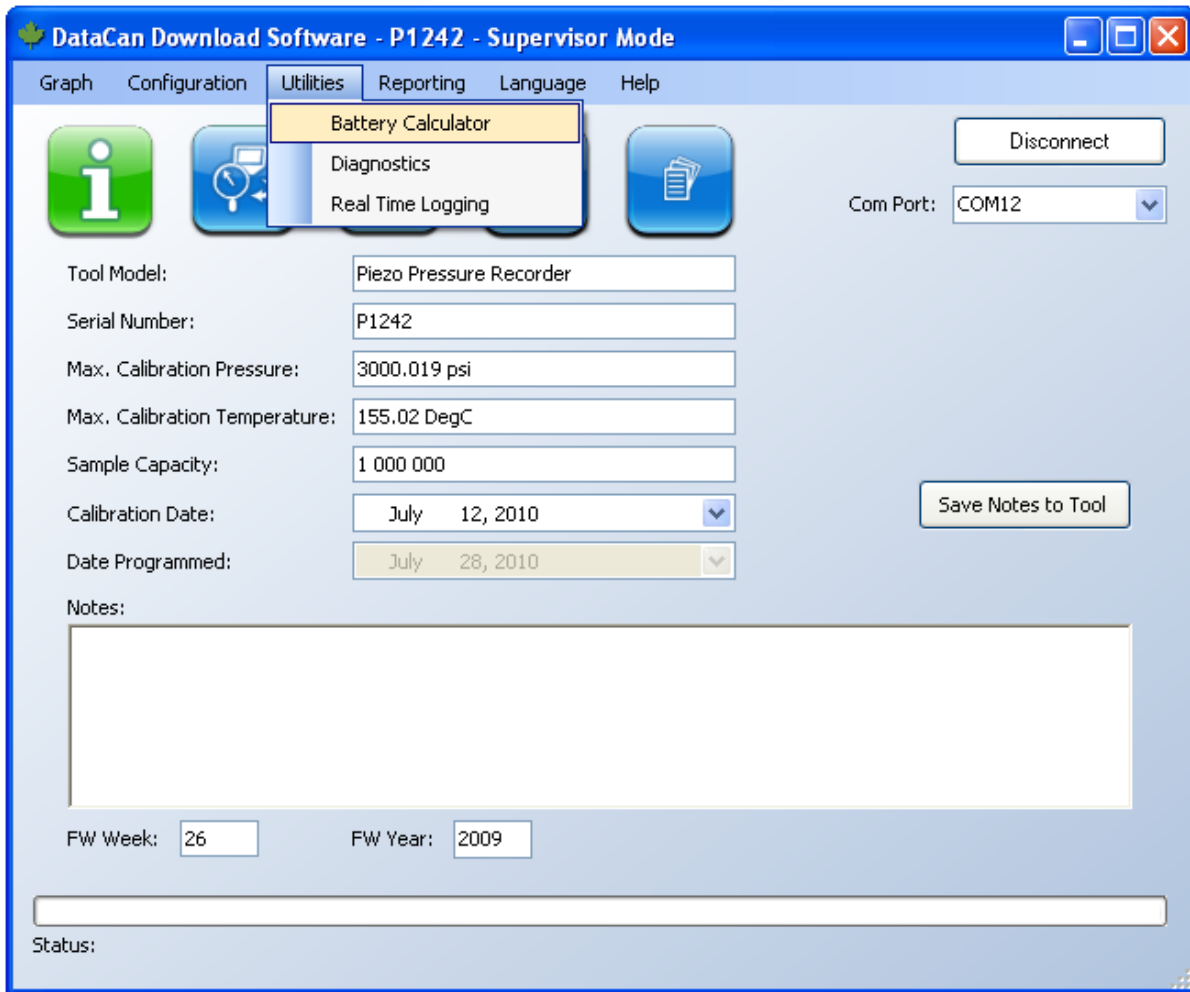 DataCan Download Software - P1242 - Supervisor Mode
Graph Configuration Utilities Reporting Language Help
Battery Calculator
Diagnostics
Real Time Logging
Disconnect
Com Port: COM12
Tool Model: Piezo Pressure Recorder
Serial Number: P1242
Max. Calibration Pressure: 3000.019 psi
Max. Calibration Temperature: 155.02 DegC
Sample Capacity: 1 000 000
Calibration Date: July 12, 2010
Save Notes to Tool
Date Programmed: July 28, 2010
Notes:
FW Week: 26 FW Year: 2009
Status: